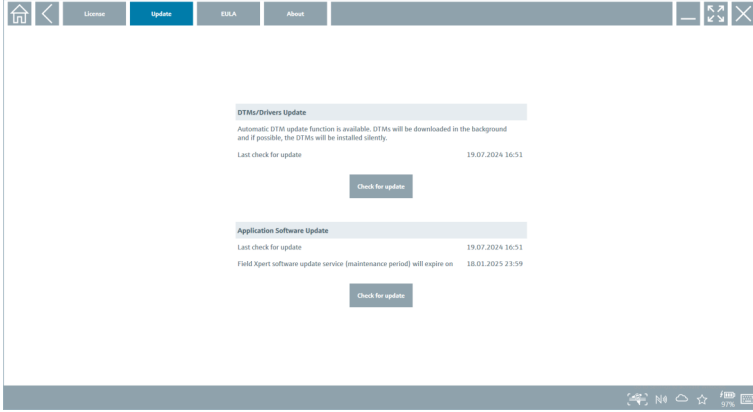 License Update EULA About
DTMs/Drivers Update
Automatic DTM update function is available. DTMs will be downloaded in the background
and if possible, the DTMs will be installed silently.
Last check for update 19.07.2024 16:51
Check for update
Application Software Update
Last check for update 19.07.2024 16:51
Field Xpert software update service (maintenance period) will expire on 18.01.2025 23:59
Check for update
97%